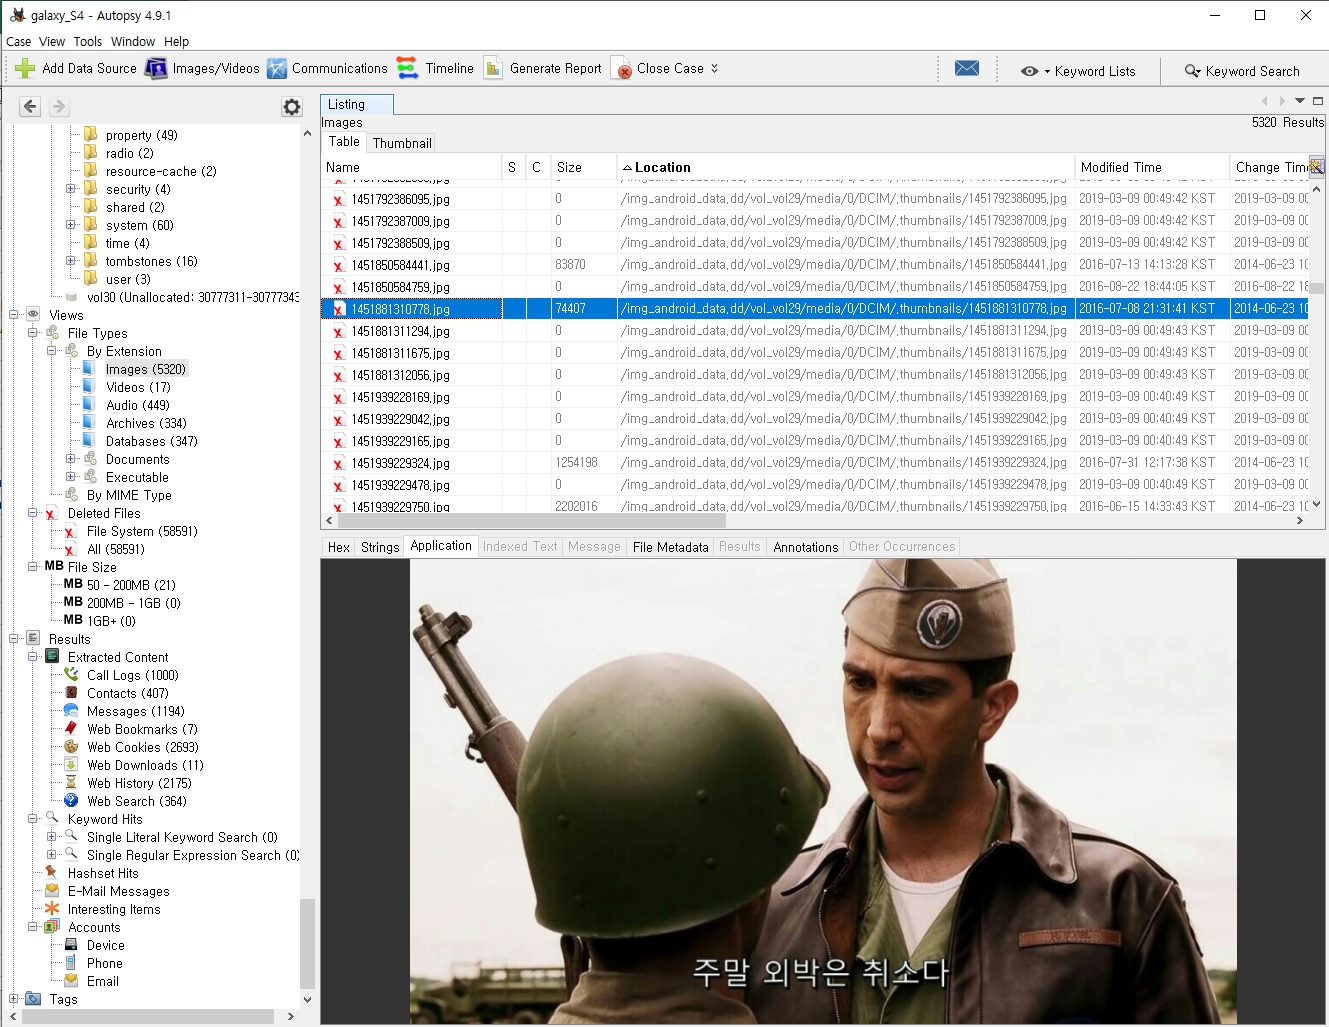 galaxy_S4 - Autopsy 4.9.1
Case View Tools Window Help
Add Data Source Images/Videos Communications Timeline Generate Report Close Case Keyword Lists Keyword Search
property (49)
radio (2)
resource-cache (2)
security (4)
shared (2)
system (60)
time (4)
tombstones (16)
user (3)
vol30 (Unallocated: 30777311-30777343
Views
File Types
By Extension
Images (5320)
Videos (17)
Audio (449)
Archives (334)
Databases (347)
Documents
Executable
By MIME Type
Deleted Files
File System (58591)
All (58591)
MB File Size
MB 50 - 200MB (21)
MB 200MB - 1GB (0)
MB 1GB+ (0)
Results
Extracted Content
Call Logs (1000)
Contacts (407)
Messages (1194)
Web Bookmarks (7)
Web Cookies (2693)
Web Downloads (11)
Web History (2175)
Web Search (364)
Keyword Hits
Single Literal Keyword Search (0)
Single Regular Expression Search (0)
Hashset Hits
E-Mail Messages
Interesting Items
Accounts
Device
Phone
Email
Tags
Listing
Images 5320 Results
Table Thumbnail
Name S C Size Location Modified Time Change Time
1451792386095.jpg 0 /img_android_data.dd/vol_vol29/media/0/DCIM/.thumbnails/1451792386095.jpg 2019-03-09 00:49:42 KST 2019-03-09 00
1451792387009.jpg 0 /img_android_data.dd/vol_vol29/media/0/DCIM/.thumbnails/1451792387009.jpg 2019-03-09 00:49:42 KST 2019-03-09 00
1451792388509.jpg 0 /img_android_data.dd/vol_vol29/media/0/DCIM/.thumbnails/1451792388509.jpg 2019-03-09 00:49:42 KST 2019-03-09 00
1451850584441.jpg 83870 /img_android_data.dd/vol_vol29/media/0/DCIM/.thumbnails/1451850584441.jpg 2016-07-13 14:13:28 KST 2014-06-23 10
1451850584759.jpg 0 /img_android_data.dd/vol_vol29/media/0/DCIM/.thumbnails/1451850584759.jpg 2016-08-22 18:44:05 KST 2016-08-22 18
1451881310778.jpg 74407 /img_android_data.dd/vol_vol29/media/0/DCIM/.thumbnails/1451881310778.jpg 2016-07-08 21:31:41 KST 2014-06-23 10
1451881311294.jpg 0 /img_android_data.dd/vol_vol29/media/0/DCIM/.thumbnails/1451881311294.jpg 2019-03-09 00:49:43 KST 2019-03-09 00
1451881311675.jpg 0 /img_android_data.dd/vol_vol29/media/0/DCIM/.thumbnails/1451881311675.jpg 2019-03-09 00:49:43 KST 2019-03-09 00
1451881312056.jpg 0 /img_android_data.dd/vol_vol29/media/0/DCIM/.thumbnails/1451881312056.jpg 2019-03-09 00:49:43 KST 2019-03-09 00
1451939228169.jpg 0 /img_android_data.dd/vol_vol29/media/0/DCIM/.thumbnails/1451939228169.jpg 2019-03-09 00:40:49 KST 2019-03-09 00
1451939229042.jpg 0 /img_android_data.dd/vol_vol29/media/0/DCIM/.thumbnails/1451939229042.jpg 2019-03-09 00:40:49 KST 2019-03-09 00
1451939229165.jpg 0 /img_android_data.dd/vol_vol29/media/0/DCIM/.thumbnails/1451939229165.jpg 2019-03-09 00:40:49 KST 2019-03-09 00
1451939229324.jpg 1254198 /img_android_data.dd/vol_vol29/media/0/DCIM/.thumbnails/1451939229324.jpg 2016-07-31 12:17:38 KST 2014-06-23 10
1451939229478.jpg 0 /img_android_data.dd/vol_vol29/media/0/DCIM/.thumbnails/1451939229478.jpg 2019-03-09 00:40:49 KST 2019-03-09 00
1451939229750.jpg 2202016 /img_android_data.dd/vol_vol29/media/0/DCIM/.thumbnails/1451939229750.jpg 2016-06-15 14:33:43 KST 2014-06-23 10
Hex Strings Application Indexed Text Message File Metadata Results Annotations Other Occurrences
주말 외박은 취소다